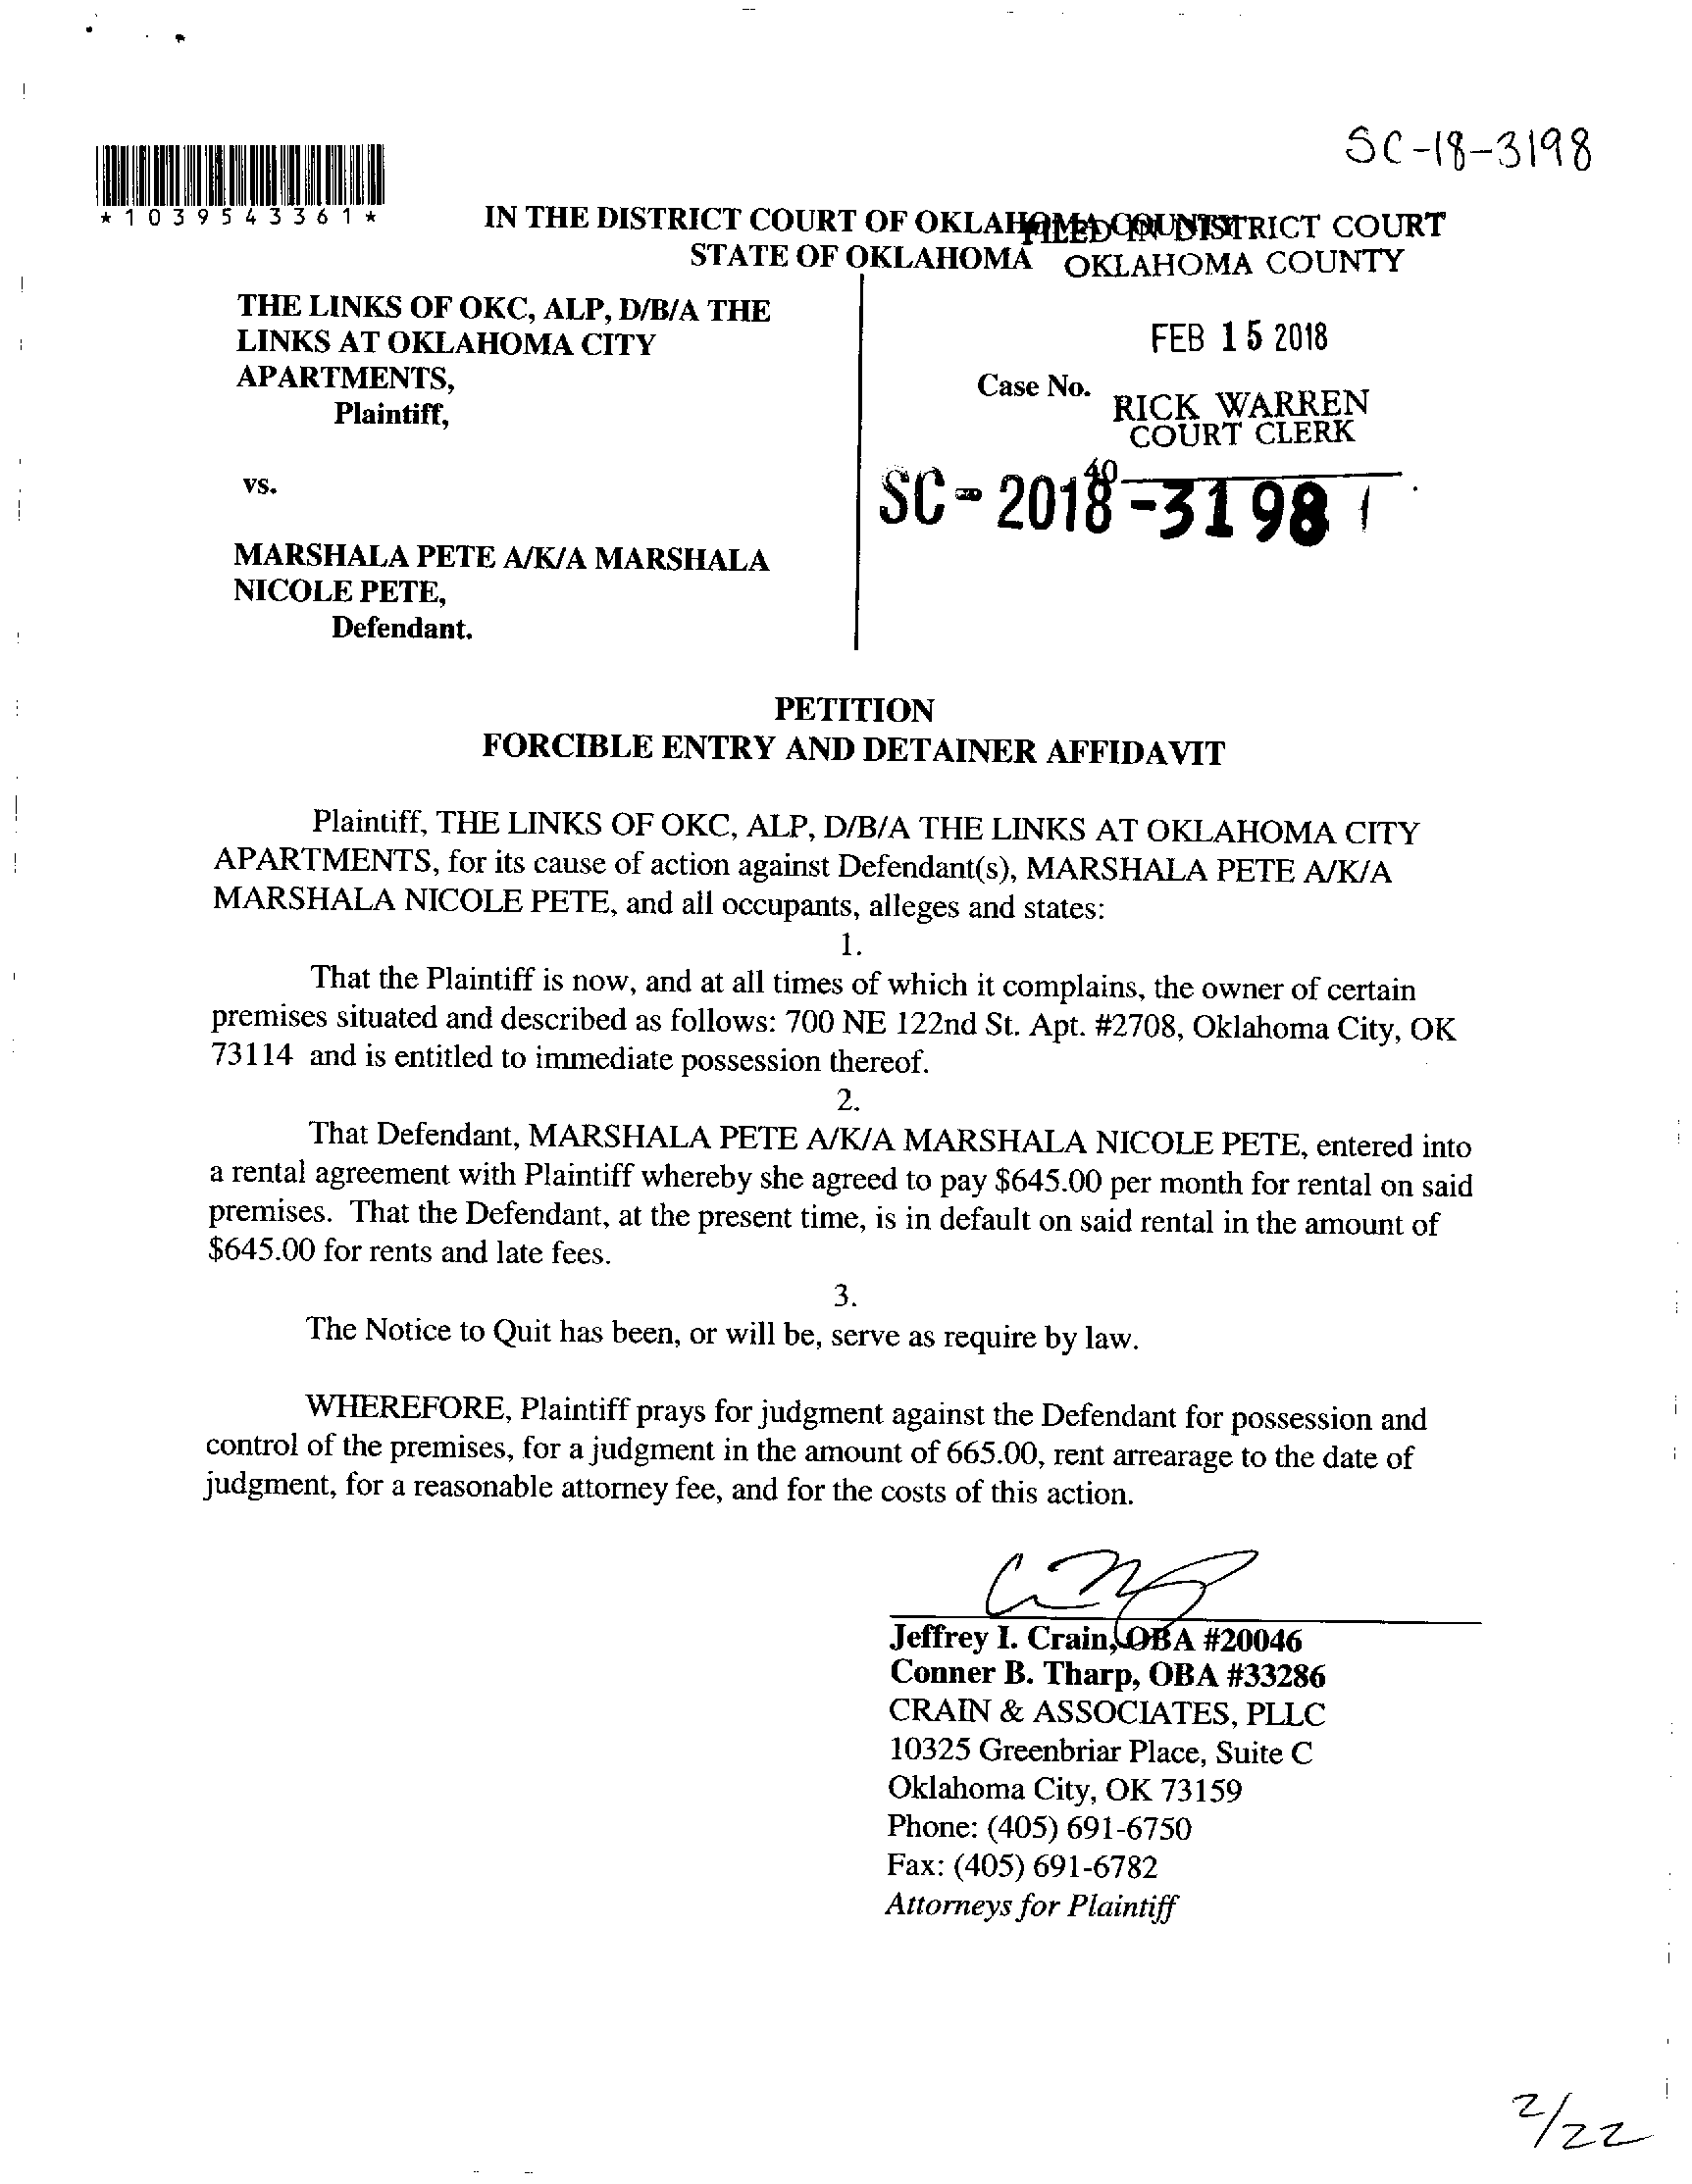 SC-18-3198
*1039543361*
IN THE DISTRICT COURT OF OKLAHOMA COUNTY
STATE OF OKLAHOMA
FILED IN DISTRICT COURT
OKLAHOMA COUNTY
THE LINKS OF OKC, ALP, D/B/A THE
LINKS AT OKLAHOMA CITY
APARTMENTS,
Plaintiff,
FEB 15 2018
Case No.
RICK WARREN
COURT CLERK
40
SC-2018-3198
vs.
MARSHALA PETE A/K/A MARSHALA
NICOLE PETE,
Defendant.
PETITION
FORCIBLE ENTRY AND DETAINER AFFIDAVIT
Plaintiff, THE LINKS OF OKC, ALP, D/B/A THE LINKS AT OKLAHOMA CITY
APARTMENTS, for its cause of action against Defendant(s), MARSHALA PETE A/K/A
MARSHALA NICOLE PETE, and all occupants, alleges and states:
1.
That the Plaintiff is now, and at all times of which it complains, the owner of certain
premises situated and described as follows: 700 NE 122nd St. Apt. #2708, Oklahoma City, OK
73114 and is entitled to immediate possession thereof.
2.
That Defendant, MARSHALA PETE A/K/A MARSHALA NICOLE PETE, entered into
a rental agreement with Plaintiff whereby she agreed to pay $645.00 per month for rental on said
premises. That the Defendant, at the present time, is in default on said rental in the amount of
$645.00 for rents and late fees.
3.
The Notice to Quit has been, or will be, serve as require by law.
WHEREFORE, Plaintiff prays for judgment against the Defendant for possession and
control of the premises, for a judgment in the amount of 665.00, rent arrearage to the date of
judgment, for a reasonable attorney fee, and for the costs of this action.
Jeffrey I. Crain, OBA #20046
Conner B. Tharp, OBA #33286
CRAIN & ASSOCIATES, PLLC
10325 Greenbriar Place, Suite C
Oklahoma City, OK 73159
Phone: (405) 691-6750
Fax: (405) 691-6782
Attorneys for Plaintiff
2/22